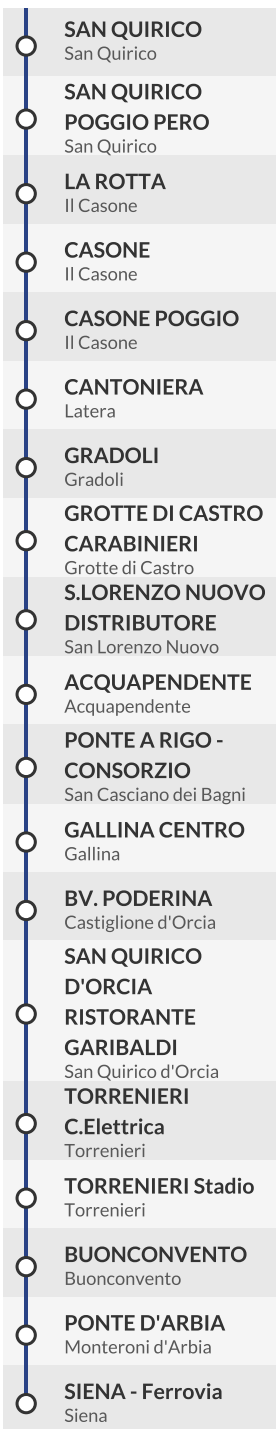 SAN QUIRICO
San Quirico
SAN QUIRICO
POGGIO PERO
San Quirico
LA ROTTA
Il Casone
CASONE
Il Casone
CASONE POGGIO
Il Casone
CANTONIERA
Latera
GRADOLI
Gradoli
GROTTE DI CASTRO
CARABINIERI
Grotte di Castro
S.LORENZO NUOVO
DISTRIBUTORE
San Lorenzo Nuovo
ACQUAPENDENTE
Acquapendente
PONTE A RIGO -
CONSORZIO
San Casciano dei Bagni
GALLINA CENTRO
Gallina
BV. PODERINA
Castiglione d'Orcia
SAN QUIRICO
D'ORCIA
RISTORANTE
GARIBALDI
San Quirico d'Orcia
TORRENIERI
C.Elettrica
Torrenieri
TORRENIERI Stadio
Torrenieri
BUONCONVENTO
Buonconvento
PONTE D'ARBIA
Monteroni d'Arbia
SIENA - Ferrovia
Siena